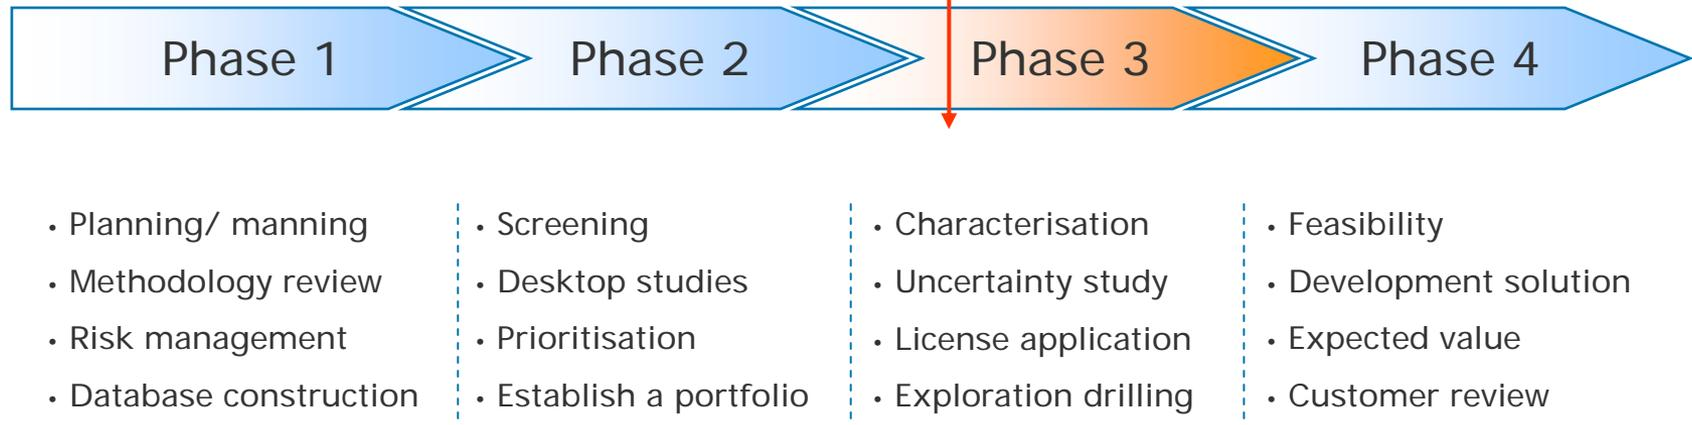 Phase 1
Phase 2
Phase 3
Phase 4
· Planning/ manning
· Methodology review
· Risk management
· Database construction
· Screening
· Desktop studies
· Prioritisation
· Establish a portfolio
· Characterisation
· Uncertainty study
· License application
· Exploration drilling
· Feasibility
· Development solution
· Expected value
· Customer review